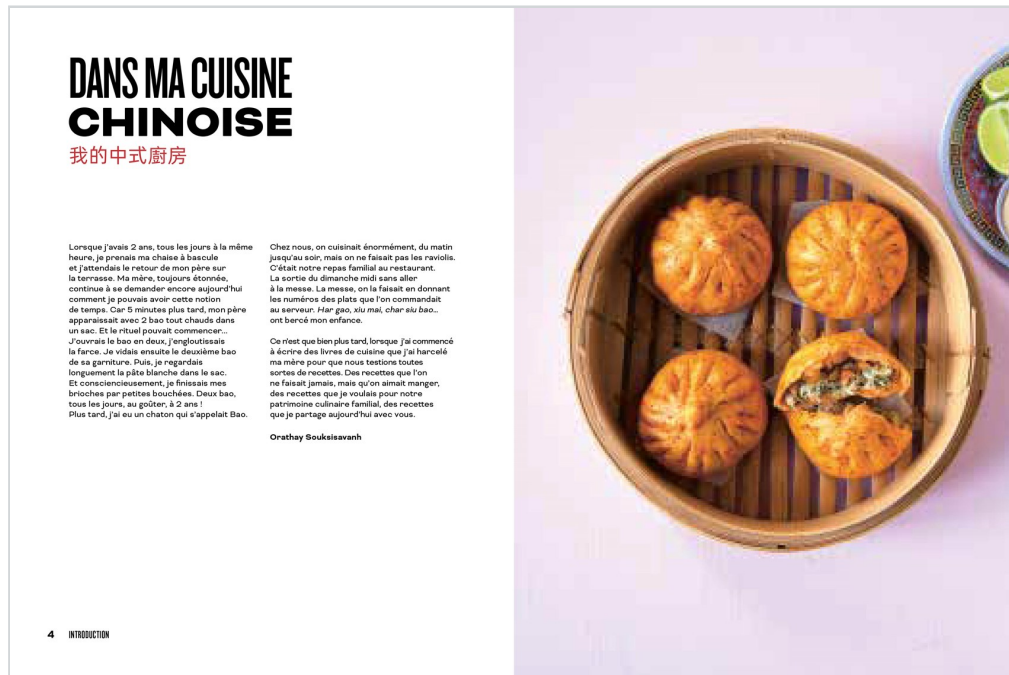 DANS MA CUISINE
CHINOISE
我的中式廚房
Lorsque j'avais 2 ans, tous les jours à la même
heure, je prenais ma chaise à bascule
et j'attendais le retour de mon père sur
la terrasse. Ma mère, toujours étonnée,
continue à se demander encore aujourd'hui
comment je pouvais avoir cette notion
de temps. Car 5 minutes plus tard, mon père
apparaissait avec 2 bao tout chauds dans
un sac. Et le rituel pouvait commencer...
J'ouvrais le bao en deux, j'engloutissais
la farce. Je vidais ensuite le deuxième bao
de sa garniture. Puis, je regardais
longuement la pâte blanche dans le sac.
Et consciencieusement, je finissais mes
brioches par petites bouchées. Deux bao,
tous les jours, au goûter, à 2 ans !
Plus tard, j'ai eu un chaton qui s'appelait Bao.
Chez nous, on cuisinait énormément, du matin
jusqu'au soir, mais on ne faisait pas les raviolis.
C'était notre repas familial au restaurant.
La sortie du dimanche midi sans aller
à la messe. La messe, on la faisait en donnant
les numéros des plats que l'on commandait
au serveur. Har gao, xiu mai, char siu bao...
ont bercé mon enfance.
Ce n'est que bien plus tard, lorsque j'ai commencé
à écrire des livres de cuisine que j'ai harcelé
ma mère pour que nous testions toutes
sortes de recettes. Des recettes que l'on
ne faisait jamais, mais qu'on aimait manger,
des recettes que je voulais pour notre
patrimoine culinaire familial, des recettes
que je partage aujourd'hui avec vous.
Orathay Souksisavanh
4 INTRODUCTION